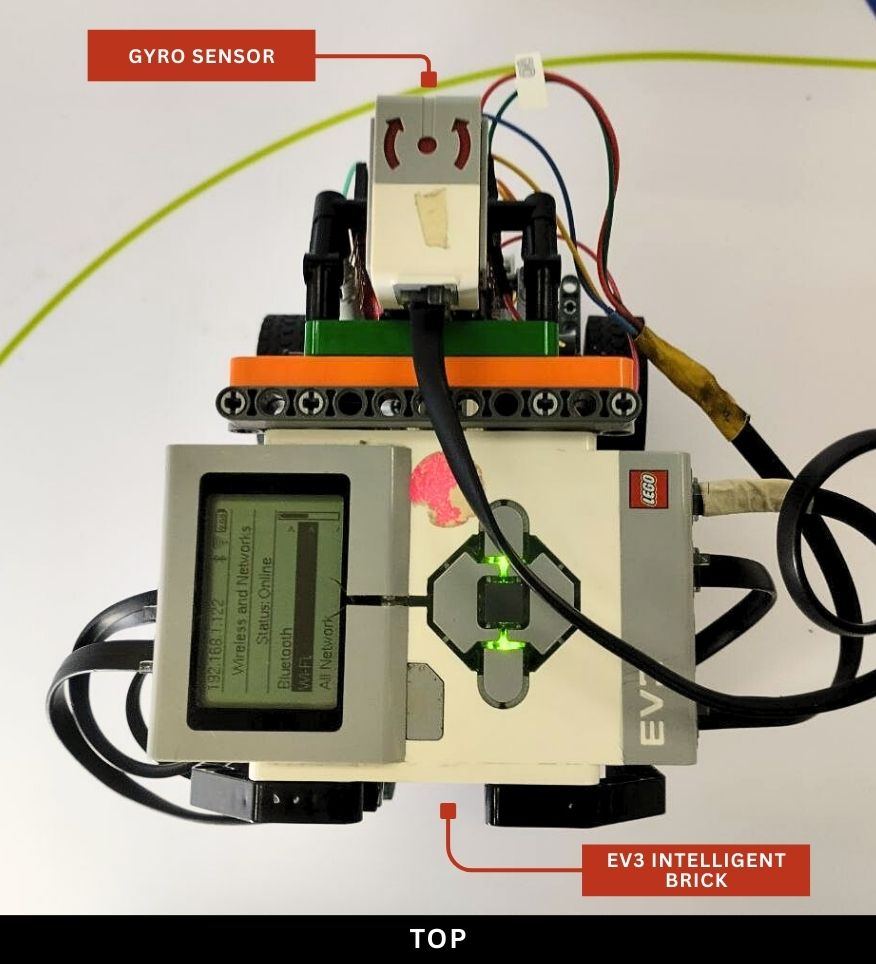 GYRO SENSOR
192.168.1.122
Wireless and Networks
Status: Online
Bluetooth
Wi-Fi
All Network
LEGO
EV3
EV3 INTELLIGENT
BRICK
TOP